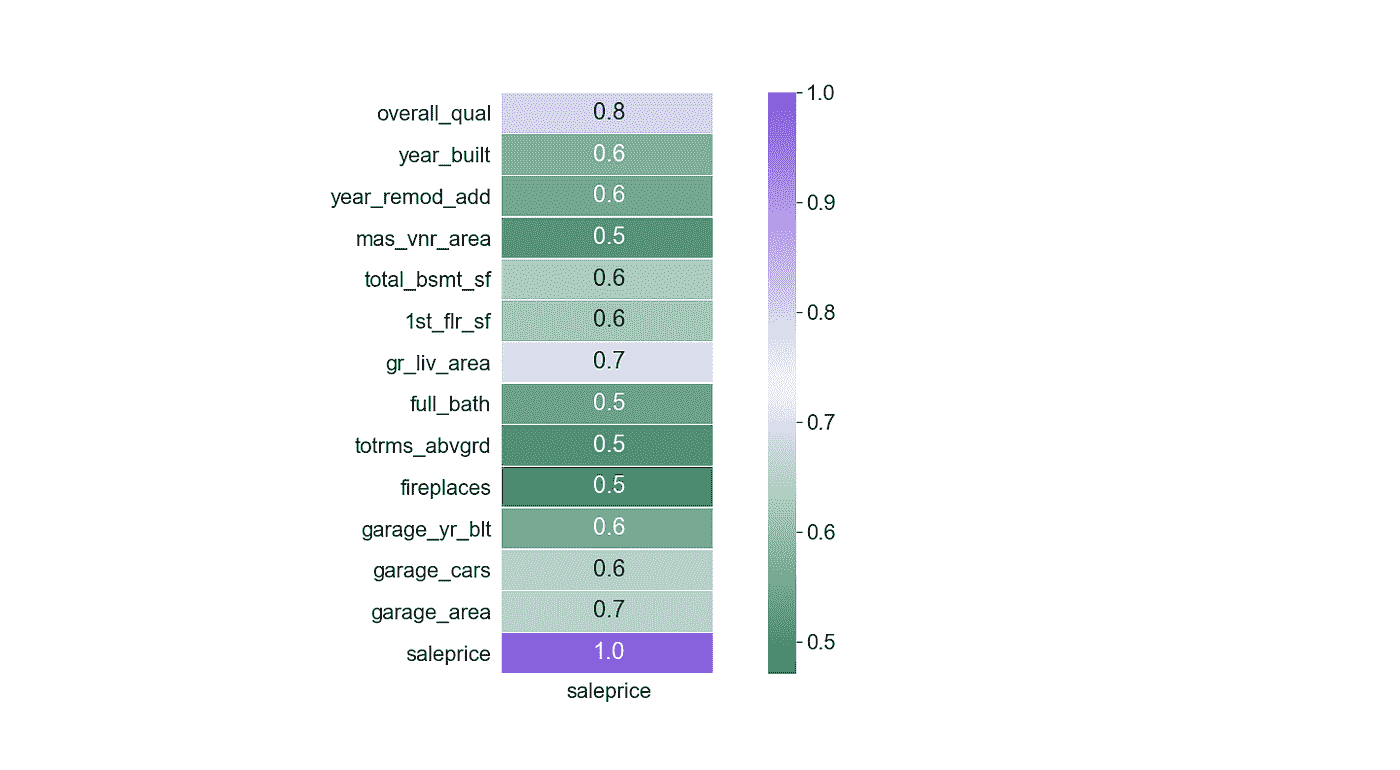 overall_qual 0.8
year_built 0.6
year_remod_add 0.6
mas_vnr_area 0.5
total_bsmt_sf 0.6
1st_flr_sf 0.6
gr_liv_area 0.7
full_bath 0.5
totrms_abvgrd 0.5
fireplaces 0.5
garage_yr_blt 0.6
garage_cars 0.6
garage_area 0.7
saleprice 1.0
saleprice
1.0
0.9
0.8
0.7
0.6
0.5